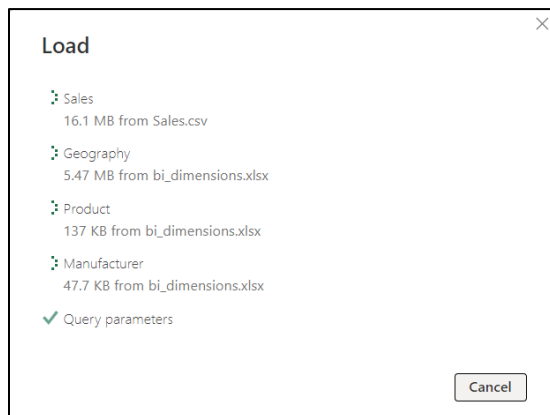 Load
Sales
16.1 MB from Sales.csv
Geography
5.47 MB from bi_dimensions.xlsx
Product
137 KB from bi_dimensions.xlsx
Manufacturer
47.7 KB from bi_dimensions.xlsx
Query parameters
Cancel